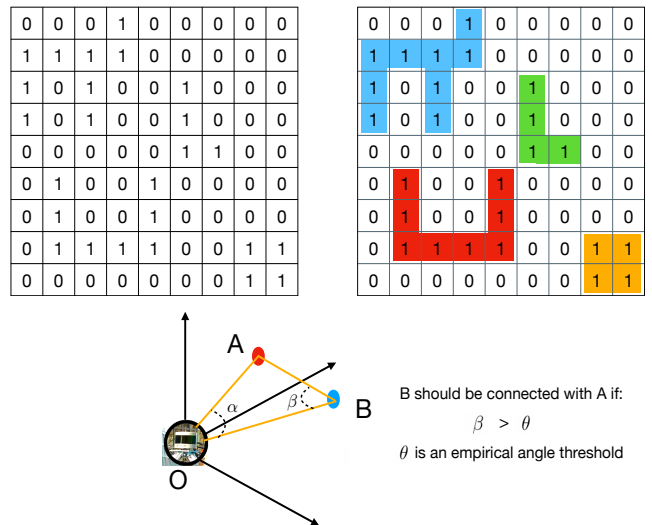 0 0 0 1 0 0 0 0 0
1 1 1 1 0 0 0 0 0
1 0 1 0 0 1 0 0 0
1 0 1 0 0 1 0 0 0
0 0 0 0 0 1 1 0 0
0 1 0 0 1 0 0 0 0
0 1 0 0 1 0 0 0 0
0 1 1 1 1 0 0 1 1
0 0 0 0 0 0 0 1 1
0 0 0 1 0 0 0 0 0
1 1 1 1 0 0 0 0 0
1 0 1 0 0 1 0 0 0
1 0 1 0 0 1 0 0 0
0 0 0 0 0 1 1 0 0
0 1 0 0 1 0 0 0 0
0 1 0 0 1 0 0 0 0
0 1 1 1 1 0 0 1 1
0 0 0 0 0 0 0 1 1
A
α
β
B
O
B should be connected with A if:
β > θ
θ is an empirical angle threshold